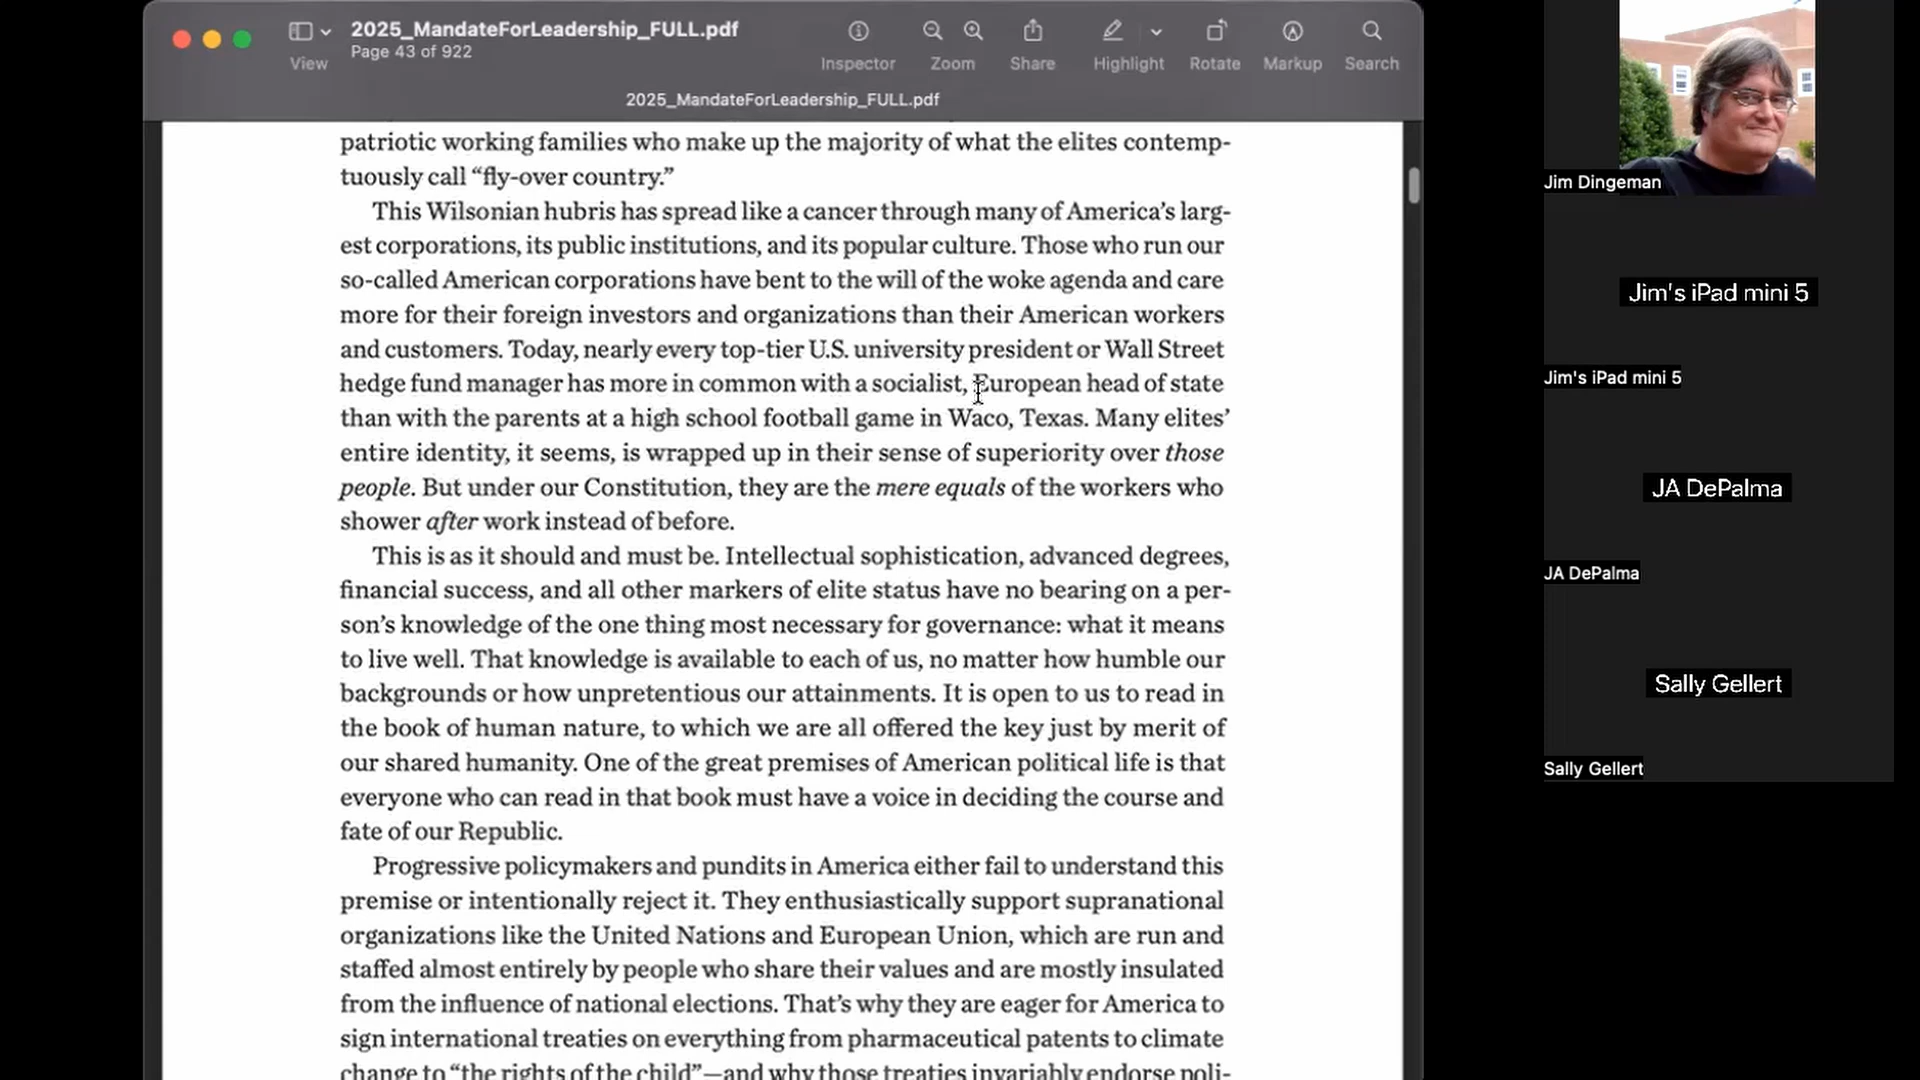 2025_MandateForLeadership_FULL.pdf
Page 43 of 922
View
Inspector
Zoom
Share
Highlight
Rotate
Markup
Search
2025_MandateForLeadership_FULL.pdf
patriotic working families who make up the majority of what the elites contemp-
tuously call “fly-over country.”
This Wilsonian hubris has spread like a cancer through many of America’s larg-
est corporations, its public institutions, and its popular culture. Those who run our
so-called American corporations have bent to the will of the woke agenda and care
more for their foreign investors and organizations than their American workers
and customers. Today, nearly every top-tier U.S. university president or Wall Street
hedge fund manager has more in common with a socialist, European head of state
than with the parents at a high school football game in Waco, Texas. Many elites’
entire identity, it seems, is wrapped up in their sense of superiority over those
people. But under our Constitution, they are the mere equals of the workers who
shower after work instead of before.
This is as it should and must be. Intellectual sophistication, advanced degrees,
financial success, and all other markers of elite status have no bearing on a per-
son’s knowledge of the one thing most necessary for governance: what it means
to live well. That knowledge is available to each of us, no matter how humble our
backgrounds or how unpretentious our attainments. It is open to us to read in
the book of human nature, to which we are all offered the key just by merit of
our shared humanity. One of the great premises of American political life is that
everyone who can read in that book must have a voice in deciding the course and
fate of our Republic.
Progressive policymakers and pundits in America either fail to understand this
premise or intentionally reject it. They enthusiastically support supranational
organizations like the United Nations and European Union, which are run and
staffed almost entirely by people who share their values and are mostly insulated
from the influence of national elections. That’s why they are eager for America to
sign international treaties on everything from pharmaceutical patents to climate
change to “the rights of the child”—and why those treaties invariably endorse poli-
Jim Dingeman
Jim's iPad mini 5
Jim's iPad mini 5
JA DePalma
JA DePalma
Sally Gellert
Sally Gellert